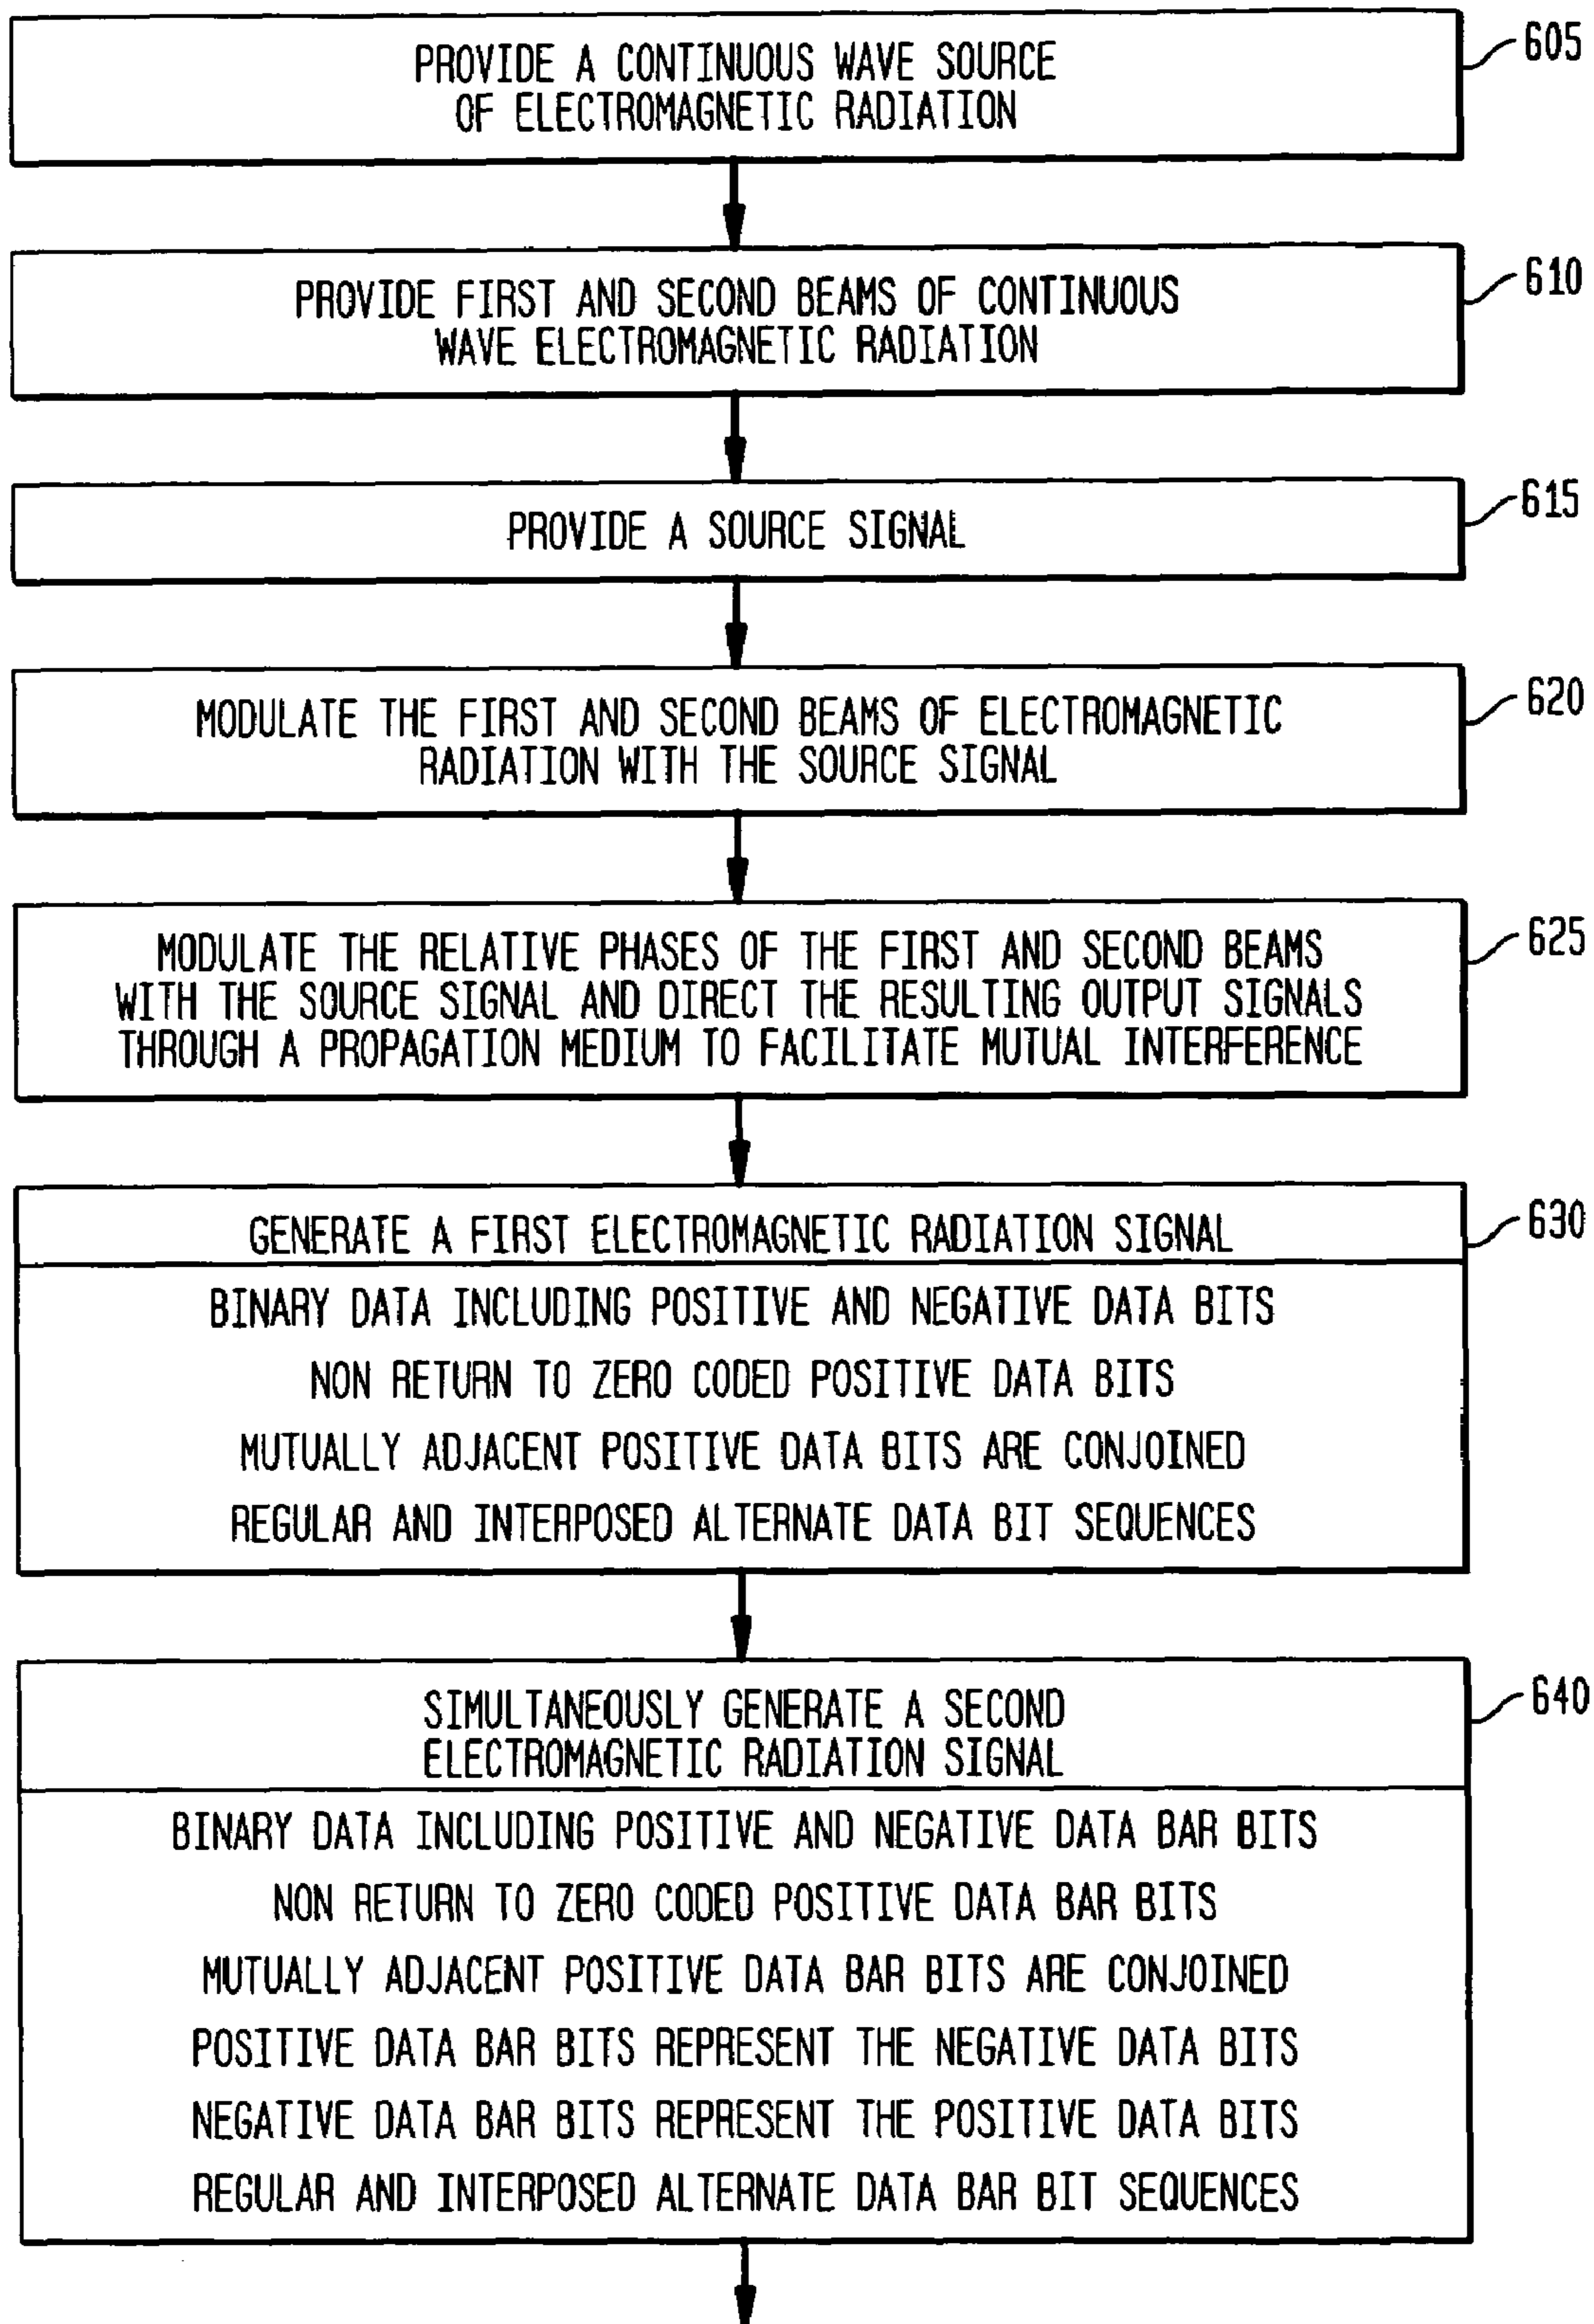 PROVIDE A CONTINUOUS WAVE SOURCE
OF ELECTROMAGNETIC RADIATION
605
PROVIDE FIRST AND SECOND BEAMS OF CONTINUOUS
WAVE ELECTROMAGNETIC RADIATION
610
PROVIDE A SOURCE SIGNAL
615
MODULATE THE FIRST AND SECOND BEAMS OF ELECTROMAGNETIC
RADIATION WITH THE SOURCE SIGNAL
620
MODULATE THE RELATIVE PHASES OF THE FIRST AND SECOND BEAMS
WITH THE SOURCE SIGNAL AND DIRECT THE RESULTING OUTPUT SIGNALS
THROUGH A PROPAGATION MEDIUM TO FACILITATE MUTUAL INTERFERENCE
625
GENERATE A FIRST ELECTROMAGNETIC RADIATION SIGNAL
630
BINARY DATA INCLUDING POSITIVE AND NEGATIVE DATA BITS
NON RETURN TO ZERO CODED POSITIVE DATA BITS
MUTUALLY ADJACENT POSITIVE DATA BITS ARE CONJOINED
REGULAR AND INTERPOSED ALTERNATE DATA BIT SEQUENCES
SIMULTANEOUSLY GENERATE A SECOND
ELECTROMAGNETIC RADIATION SIGNAL
640
BINARY DATA INCLUDING POSITIVE AND NEGATIVE DATA BAR BITS
NON RETURN TO ZERO CODED POSITIVE DATA BAR BITS
MUTUALLY ADJACENT POSITIVE DATA BAR BITS ARE CONJOINED
POSITIVE DATA BAR BITS REPRESENT THE NEGATIVE DATA BITS
NEGATIVE DATA BAR BITS REPRESENT THE POSITIVE DATA BITS
REGULAR AND INTERPOSED ALTERNATE DATA BAR BIT SEQUENCES